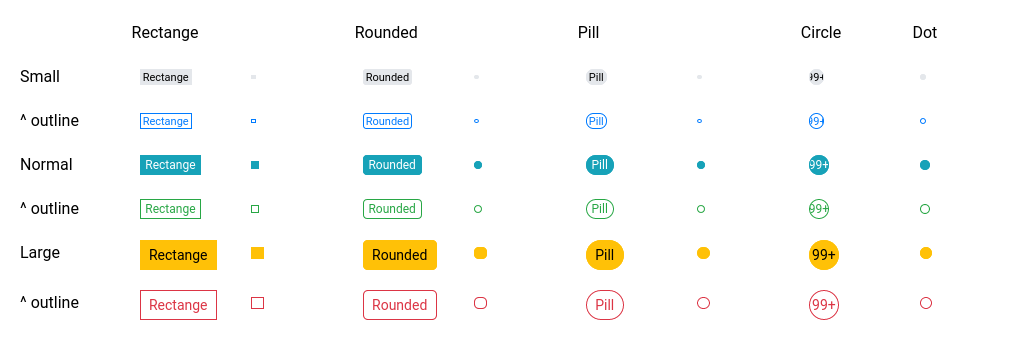 Rectange Rounded Pill Circle Dot
Small Rectange Rounded Pill 99+
^ outline Rectange Rounded Pill 99+
Normal Rectange Rounded Pill 99+
^ outline Rectange Rounded Pill 99+
Large Rectange Rounded Pill 99+
^ outline Rectange Rounded Pill 99+